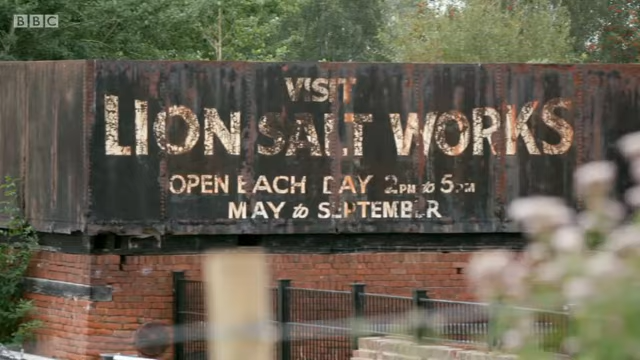 BBC
VISIT
LION SALT WORKS
OPEN EACH DAY 2PM to 5PM
MAY to SEPTEMBER